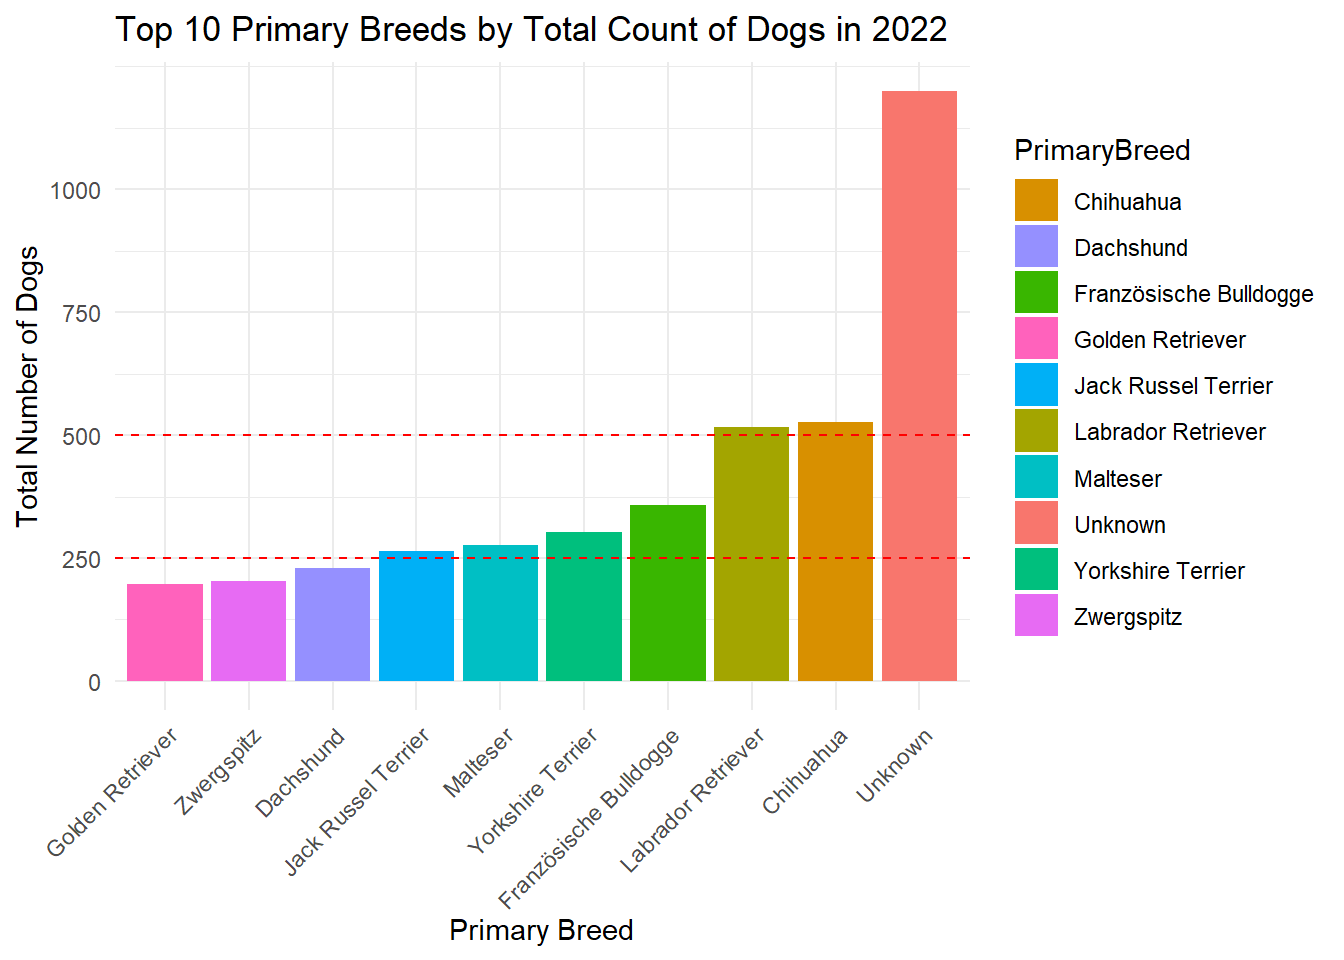 Top 10 Primary Breeds by Total Count of Dogs in 2022
Total Number of Dogs
1000
750
500
250
0
Golden Retriever
Zwergspitz
Dachshund
Jack Russel Terrier
Malteser
Yorkshire Terrier
Französische Bulldogge
Labrador Retriever
Chihuahua
Unknown
Primary Breed
PrimaryBreed
Chihuahua
Dachshund
Französische Bulldogge
Golden Retriever
Jack Russel Terrier
Labrador Retriever
Malteser
Unknown
Yorkshire Terrier
Zwergspitz